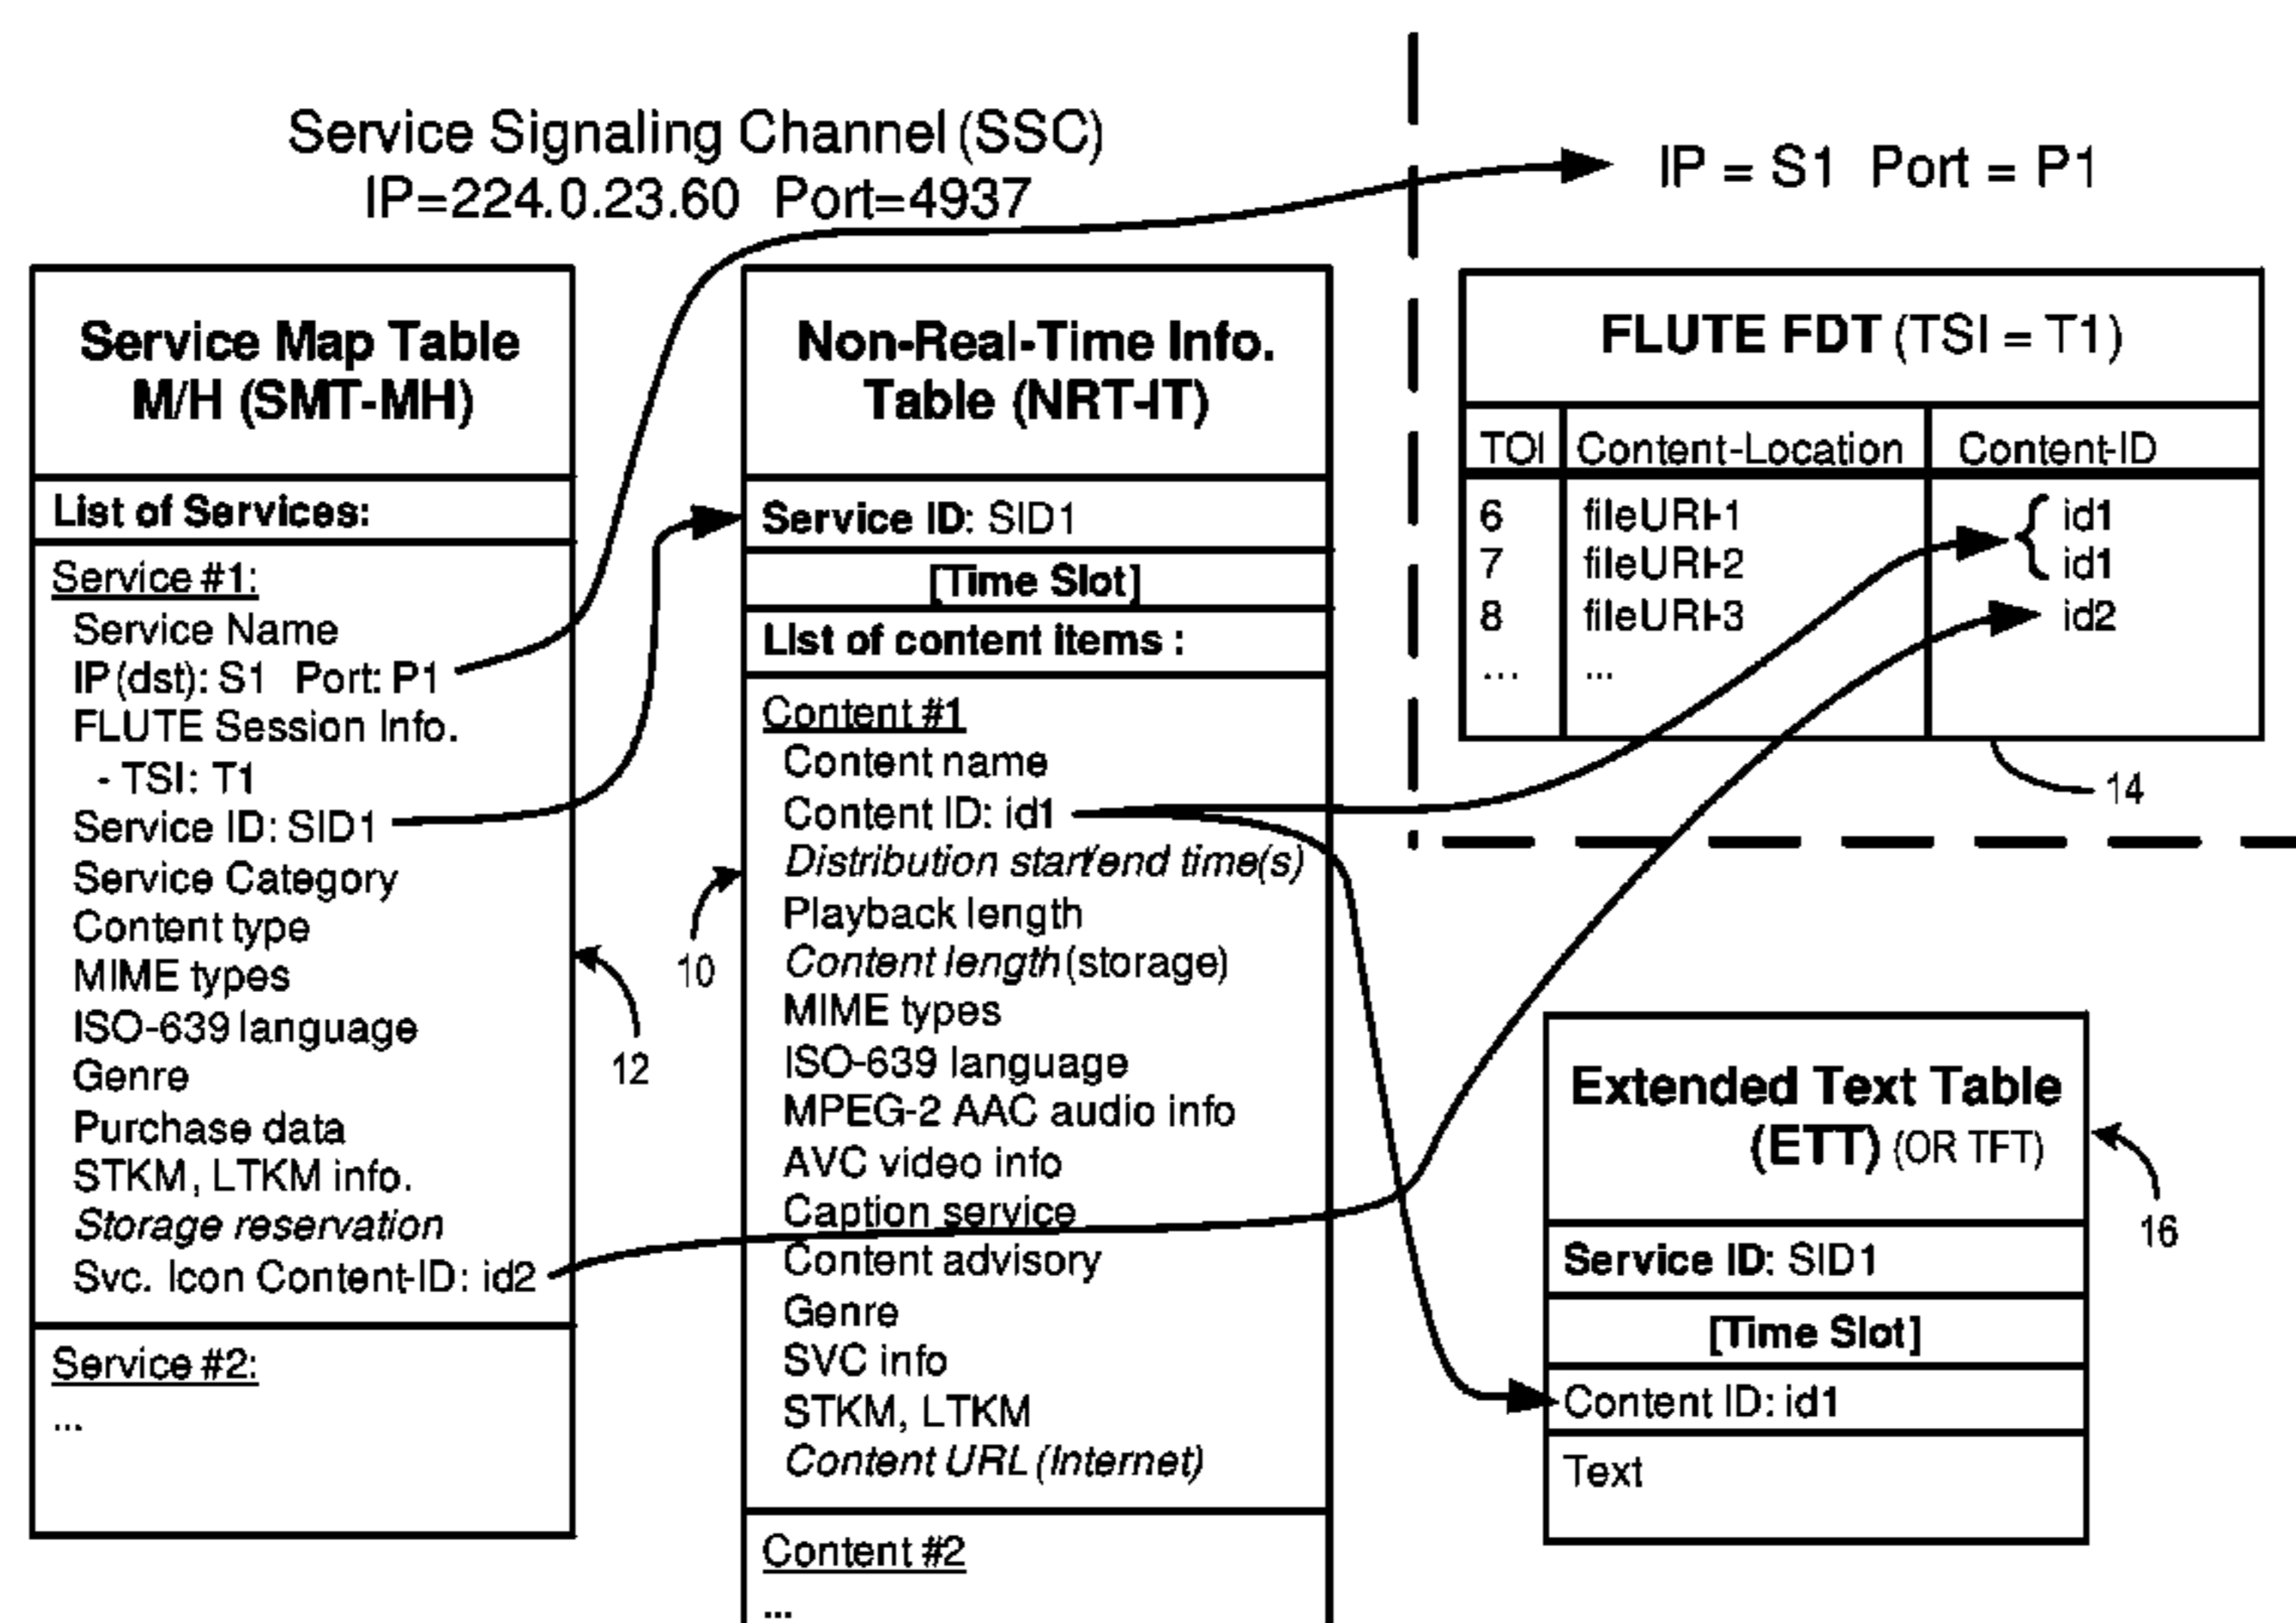 Service Signaling Channel (SSC)
IP=224.0.23.60 Port=4937
IP = S1 Port = P1
Service Map Table
M/H (SMT-MH)
List of Services:
Service #1:
Service Name
IP(dst): S1 Port: P1
FLUTE Session Info.
- TSI: T1
Service ID: SID1
Service Category
Content type
MIME types
ISO-639 language
Genre
Purchase data
STKM, LTKM info.
Storage reservation
Svc. Icon Content-ID: id2
Service #2:
...
12
Non-Real-Time Info.
Table (NRT-IT)
Service ID: SID1
[Time Slot]
List of content items :
Content #1
Content name
Content ID: id1
Distribution start/end time(s)
Playback length
Content length (storage)
MIME types
ISO-639 language
MPEG-2 AAC audio info
AVC video info
Caption service
Content advisory
Genre
SVC info
STKM, LTKM
Content URL (Internet)
Content #2
...
10
FLUTE FDT (TSI = T1)
TOI Content-Location Content-ID
6 fileURI-1 id1
7 fileURI-2 id1
8 fileURI-3 id2
... ...
14
Extended Text Table
(ETT) (OR TFT)
Service ID: SID1
[Time Slot]
Content ID: id1
Text
16